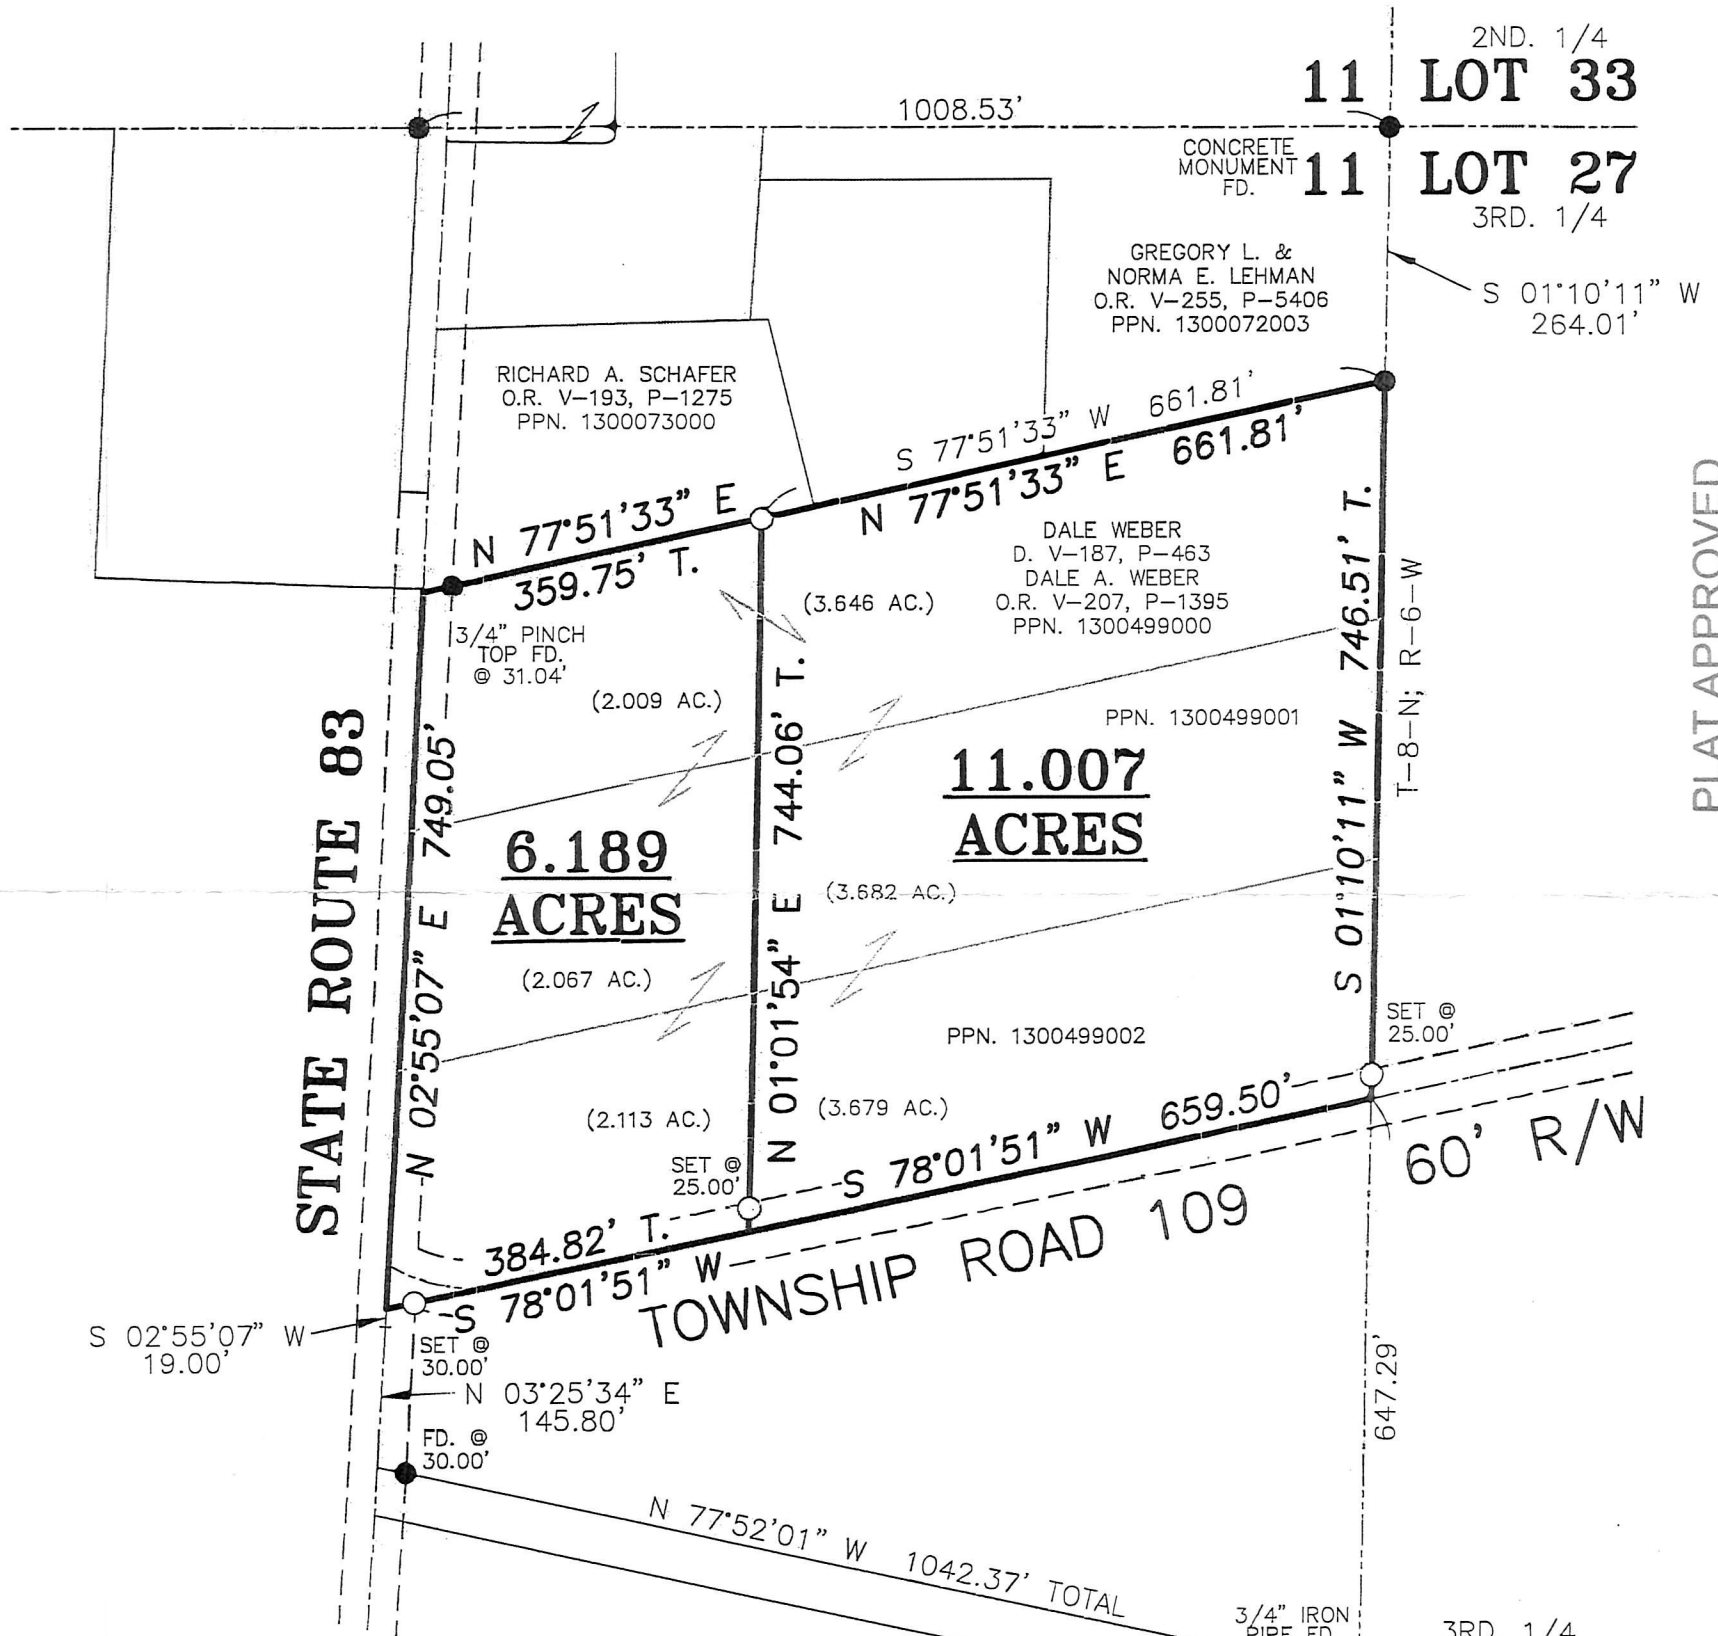 2ND. 1/4
11 LOT 33
1008.53'
CONCRETE
MONUMENT
FD.
11 LOT 27
3RD. 1/4
GREGORY L. &
NORMA E. LEHMAN
O.R. V-255, P-5406
PPN. 1300072003
S 01°10'11" W
264.01'
RICHARD A. SCHAFER
O.R. V-193, P-1275
PPN. 1300073000
S 77°51'33" W 661.81'
N 77°51'33" E 661.81'
N 77°51'33" E
359.75' T.
3/4" PINCH
TOP FD.
@ 31.04'
DALE WEBER
D. V-187, P-463
DALE A. WEBER
O.R. V-207, P-1395
PPN. 1300499000
(3.646 AC.)
(2.009 AC.)
PPN. 1300499001
PLAT APPROVED
STATE ROUTE 83
N 02°55'07" E 749.05'
6.189
ACRES
N 01°01'54" E 744.06' T.
11.007
ACRES
S 01°10'11" W 746.51' T.
T-8-N; R-6-W
(3.682 AC.)
(2.067 AC.)
PPN. 1300499002
SET @
25.00'
(2.113 AC.)
(3.679 AC.)
SET @
25.00'
S 78°01'51" W 659.50'
384.82' T.
S 78°01'51" W
TOWNSHIP ROAD 109
60' R/W
S 02°55'07" W
19.00'
SET @
30.00'
N 03°25'34" E
145.80'
FD. @
30.00'
647.29'
N 77°52'01" W 1042.37' TOTAL
3/4" IRON
PIPE FD.
3RD. 1/4